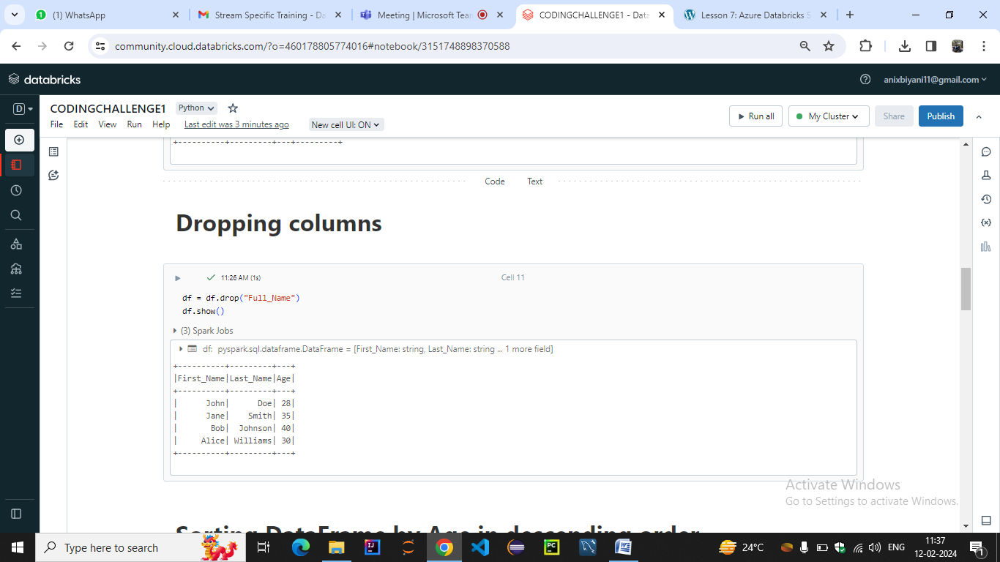 (1) WhatsApp
Stream Specific Training - Da
Meeting | Microsoft Tear
CODINGCHALLENGE1 - Data
Lesson 7: Azure Databricks S
community.cloud.databricks.com/?o=460178805774016#notebook/3151748898370588
databricks
anixbiyani11@gmail.com
D
CODINGCHALLENGE1
Python
File Edit View Run Help Last edit was 3 minutes ago New cell UI: ON
Run all
My Cluster
Share
Publish
+----------+---------+---+---------+
Code Text
Dropping columns
11:26 AM (1s)
Cell 11
df = df.drop("Full_Name")
df.show()
(3) Spark Jobs
df: pyspark.sql.dataframe.DataFrame = [First_Name: string, Last_Name: string ... 1 more field]
+----------+---------+---+
|First_Name|Last_Name|Age|
+----------+---------+---+
|      John|      Doe| 28|
|      Jane|    Smith| 35|
|       Bob|  Johnson| 40|
|     Alice| Williams| 30|
+----------+---------+---+
Activate Windows
Go to Settings to activate Windows.
Sorting DataFrame by Age in descending order
Type here to search
24°C
ENG
11:37
12-02-2024
1